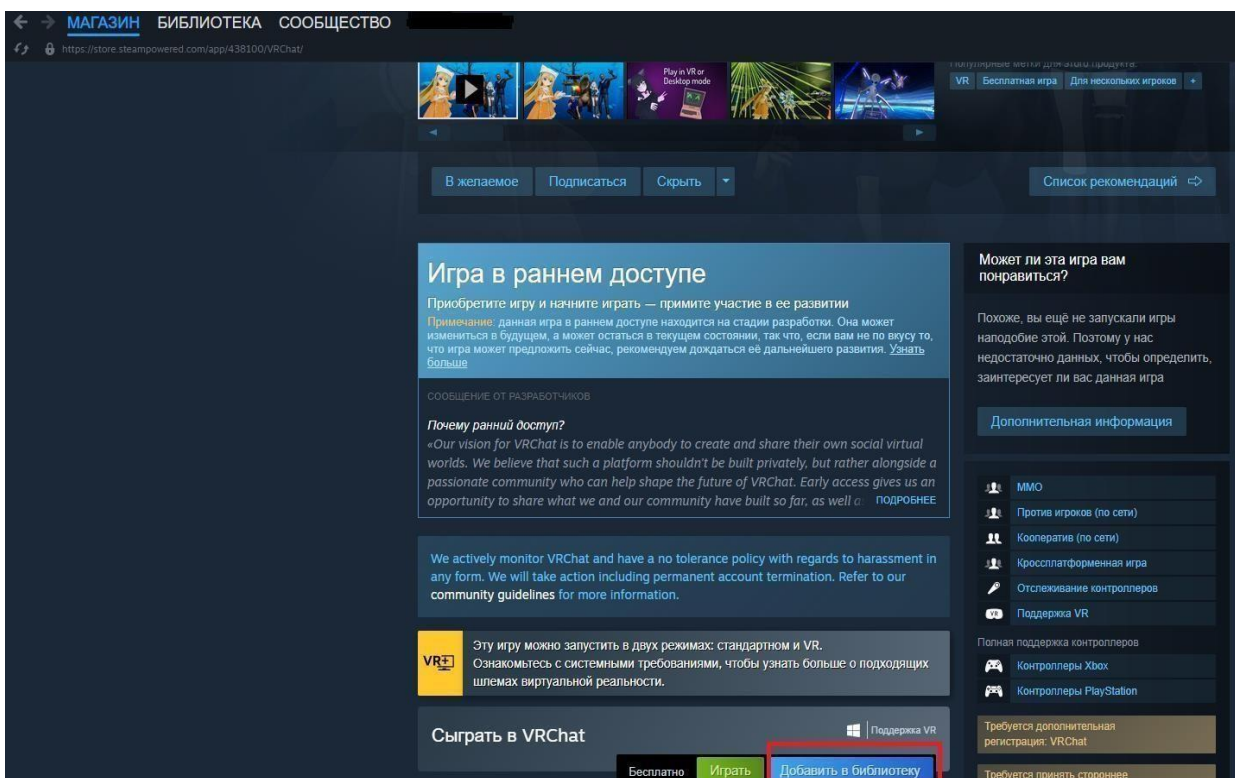 МАГАЗИН БИБЛИОТЕКА СООБЩЕСТВО
https://store.steampowered.com/app/438100/VRChat/
Play in VR or
Desktop mode
Популярные метки для этого продукта:
VR Бесплатная игра Для нескольких игроков +
В желаемое Подписаться Скрыть
Список рекомендаций
Игра в раннем доступе
Приобретите игру и начните играть — примите участие в ее развитии
Примечание: данная игра в раннем доступе находится на стадии разработки. Она может
измениться в будущем, а может остаться в текущем состоянии, так что, если вам не по вкусу то,
что игра может предложить сейчас, рекомендуем дождаться её дальнейшего развития. Узнать
больше
СООБЩЕНИЕ ОТ РАЗРАБОТЧИКОВ
Почему ранний доступ?
«Our vision for VRChat is to enable anybody to create and share their own social virtual
worlds. We believe that such a platform shouldn't be built privately, but rather alongside a
passionate community who can help shape the future of VRChat. Early access gives us an
opportunity to share what we and our community have built so far, as well a
ПОДРОБНЕЕ
We actively monitor VRChat and have a no tolerance policy with regards to harassment in
any form. We will take action including permanent account termination. Refer to our
community guidelines for more information.
VR+
Эту игру можно запустить в двух режимах: стандартном и VR.
Ознакомьтесь с системными требованиями, чтобы узнать больше о подходящих
шлемах виртуальной реальности.
Сыграть в VRChat
Поддержка VR
Бесплатно Играть Добавить в библиотеку
Может ли эта игра вам
понравиться?
Похоже, вы ещё не запускали игры
наподобие этой. Поэтому у нас
недостаточно данных, чтобы определить,
заинтересует ли вас данная игра
Дополнительная информация
ММО
Против игроков (по сети)
Кооператив (по сети)
Кроссплатформенная игра
Отслеживание контроллеров
VR Поддержка VR
Полная поддержка контроллеров
Контроллеры Xbox
Контроллеры PlayStation
Требуется дополнительная
регистрация: VRChat
Требуется принять стороннее